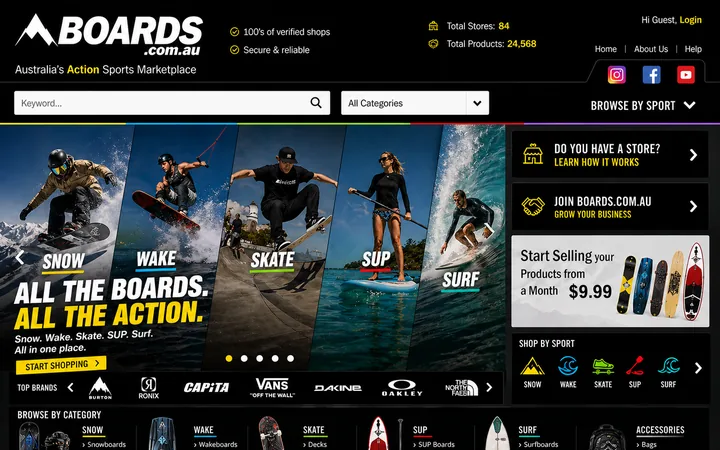 BOARDS
.com.au
Australia's Action Sports Marketplace
100's of verified shops
Secure & reliable
Total Stores: 84
Total Products: 24,568
Hi Guest, Login
Home | About Us | Help
Keyword...
All Categories
BROWSE BY SPORT
SNOW
WAKE
SKATE
SUP
SURF
ALL THE BOARDS.
ALL THE ACTION.
Snow. Wake. Skate. SUP. Surf.
All in one place.
START SHOPPING
DO YOU HAVE A STORE?
LEARN HOW IT WORKS
JOIN BOARDS.COM.AU
GROW YOUR BUSINESS
Start Selling your
Products from
a Month $9.99
SHOP BY SPORT
SNOW
WAKE
SKATE
SUP
SURF
TOP BRANDS
BURTON
RONIX
CAPiTA
VANS
"OFF THE WALL"
DAKINE
OAKLEY
THE
NORTH
FACE
BROWSE BY CATEGORY
SNOW
Snowboards
WAKE
Wakeboards
SKATE
Decks
SUP
SUP Boards
SURF
Surfboards
ACCESSORIES
Bags